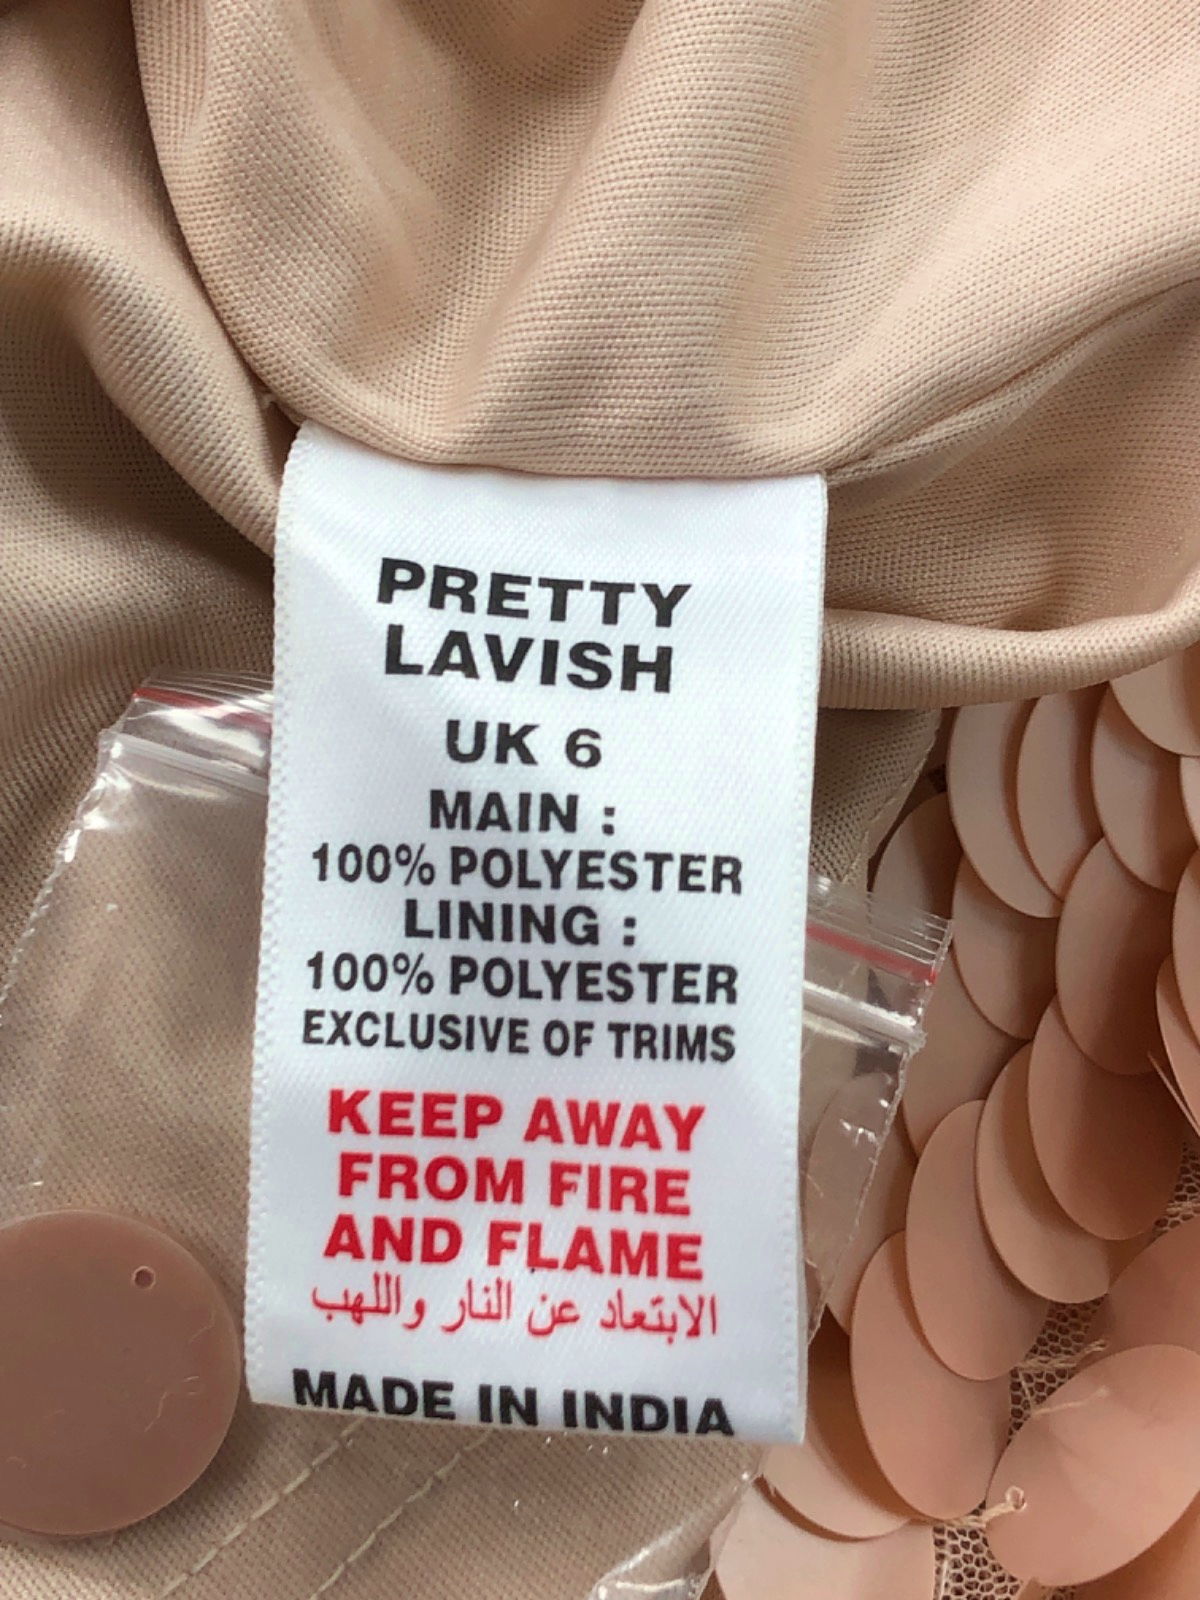 PRETTY
LAVISH
UK 6
MAIN :
100% POLYESTER
LINING :
100% POLYESTER
EXCLUSIVE OF TRIMS
KEEP AWAY
FROM FIRE
AND FLAME
الابتعاد عن النار واللهب
MADE IN INDIA